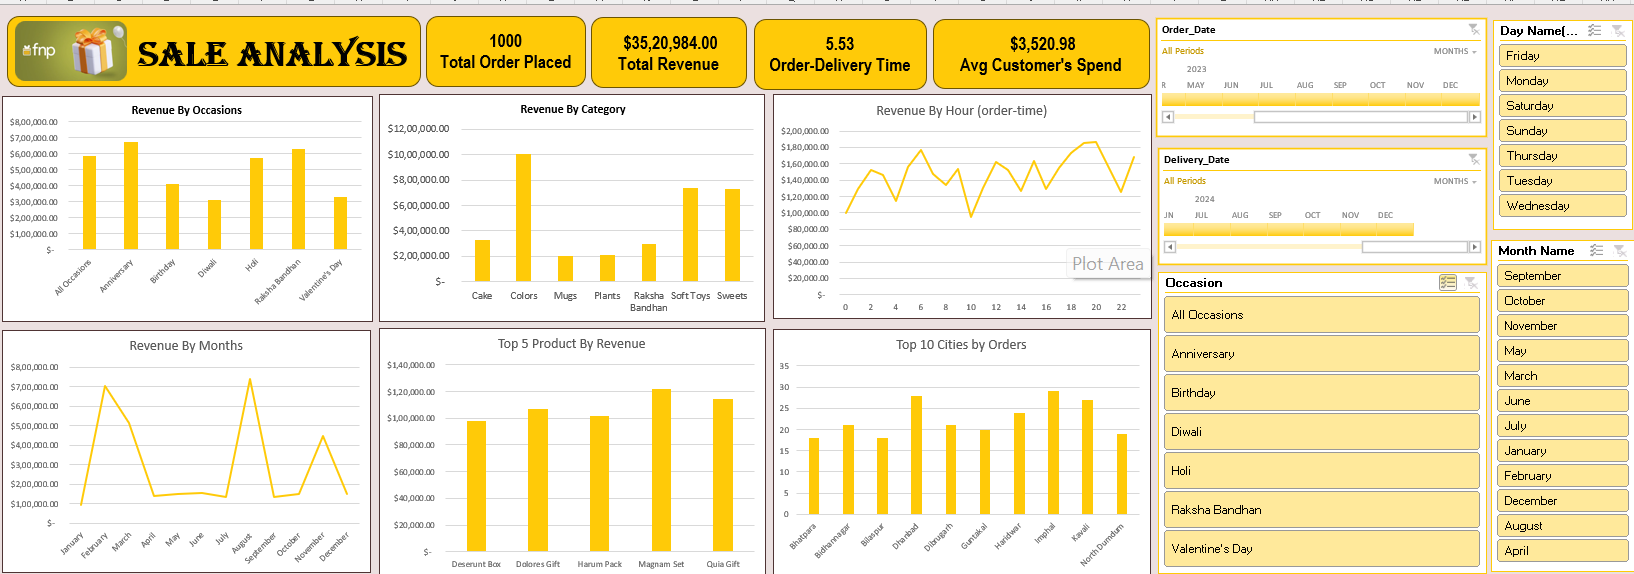 fnp
SALE ANALYSIS
1000
Total Order Placed
$35,20,984.00
Total Revenue
5.53
Order-Delivery Time
$3,520.98
Avg Customer's Spend
Revenue By Occasions
$8,00,000.00
$7,00,000.00
$6,00,000.00
$5,00,000.00
$4,00,000.00
$3,00,000.00
$2,00,000.00
$1,00,000.00
$-
All Occasions
Anniversary
Birthday
Diwali
Holi
Raksha Bandhan
Valentine's Day
Revenue By Category
$12,00,000.00
$10,00,000.00
$8,00,000.00
$6,00,000.00
$4,00,000.00
$2,00,000.00
$-
Cake
Colors
Mugs
Plants
Raksha
Bandhan
Soft Toys
Sweets
Revenue By Hour (order-time)
$2,00,000.00
$1,80,000.00
$1,60,000.00
$1,40,000.00
$1,20,000.00
$1,00,000.00
$80,000.00
$60,000.00
$40,000.00
$20,000.00
$-
0 2 4 6 8 10 12 14 16 18 20 22
Plot Area
Revenue By Months
$8,00,000.00
$7,00,000.00
$6,00,000.00
$5,00,000.00
$4,00,000.00
$3,00,000.00
$2,00,000.00
$1,00,000.00
$-
January
February
March
April
May
June
July
August
September
October
November
December
Top 5 Product By Revenue
$1,40,000.00
$1,20,000.00
$1,00,000.00
$80,000.00
$60,000.00
$40,000.00
$20,000.00
$-
Deserunt Box
Dolores Gift
Harum Pack
Magnam Set
Quia Gift
Top 10 Cities by Orders
35
30
25
20
15
10
5
0
Bhatpara
Bidhannagar
Bilaspur
Dhanbad
Dibrugarh
Guntakal
Haridwar
Imphal
Kavali
North Dumdum
Order_Date
All Periods
MONTHS
2023
R MAY JUN JUL AUG SEP OCT NOV DEC
Delivery_Date
All Periods
MONTHS
2024
JN JUL AUG SEP OCT NOV DEC
Occasion
All Occasions
Anniversary
Birthday
Diwali
Holi
Raksha Bandhan
Valentine's Day
Day Name(...
Friday
Monday
Saturday
Sunday
Thursday
Tuesday
Wednesday
Month Name
September
October
November
May
March
June
July
January
February
December
August
April